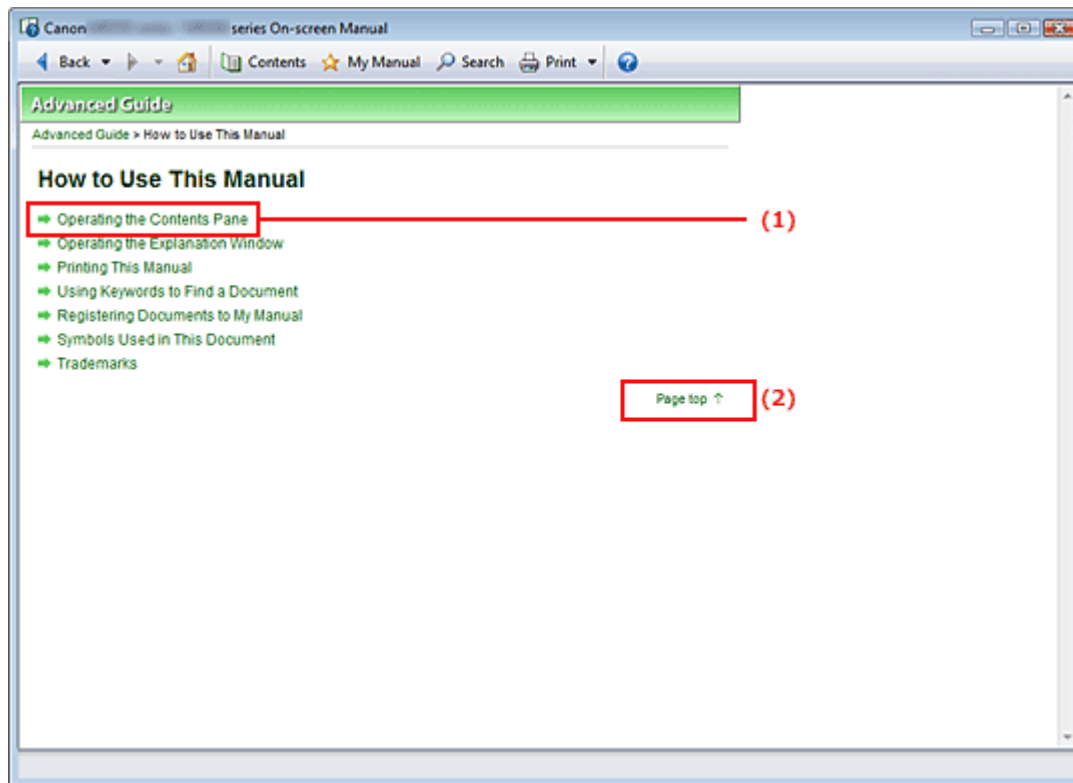 Canon series On-screen Manual
Back Contents My Manual Search Print
Advanced Guide
Advanced Guide > How to Use This Manual
How to Use This Manual
Operating the Contents Pane
(1)
Operating the Explanation Window
Printing This Manual
Using Keywords to Find a Document
Registering Documents to My Manual
Symbols Used in This Document
Trademarks
Page top ↑
(2)